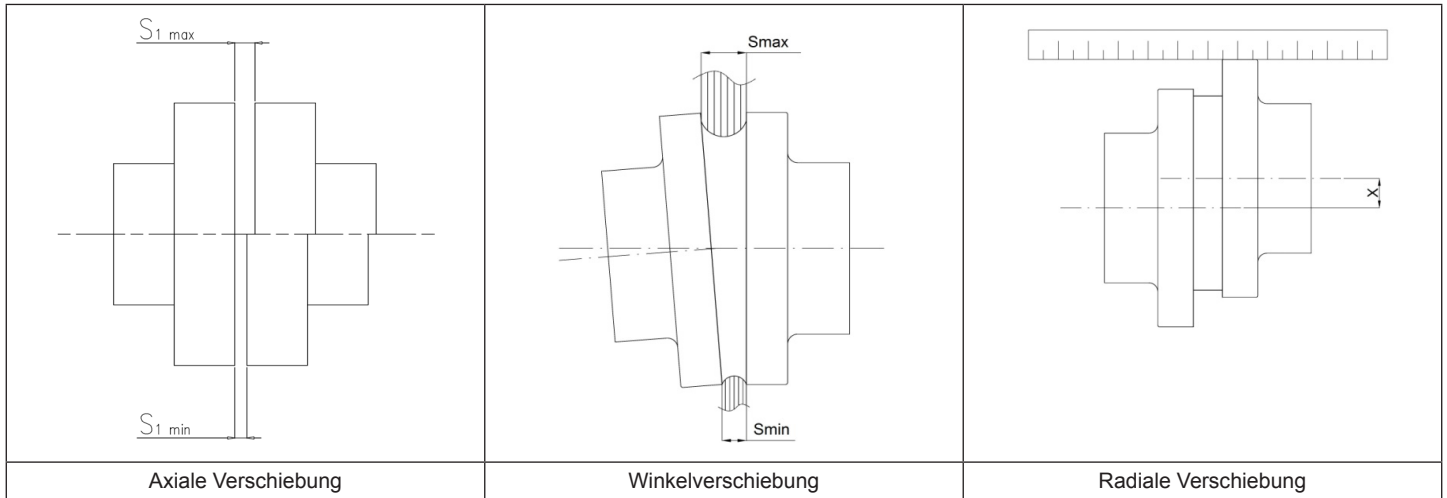 S1 max
S1 min
Axiale Verschiebung
Smax
Smin
Winkelverschiebung
X
Radiale Verschiebung